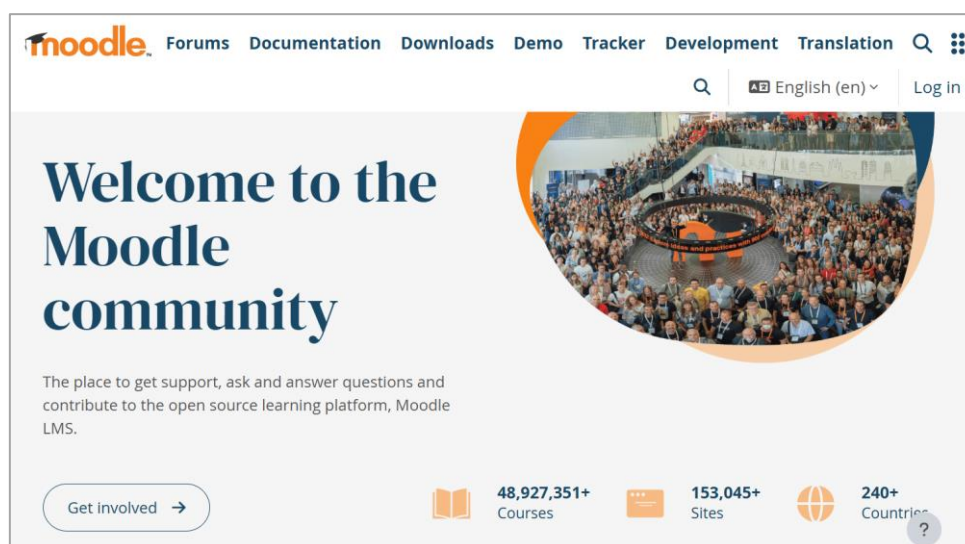 moodle
Forums Documentation Downloads Demo Tracker Development Translation
English (en)
Log in
Welcome to the
Moodle
community
The place to get support, ask and answer questions and
contribute to the open source learning platform, Moodle
LMS.
Get involved →
48,927,351+
Courses
153,045+
Sites
240+
?